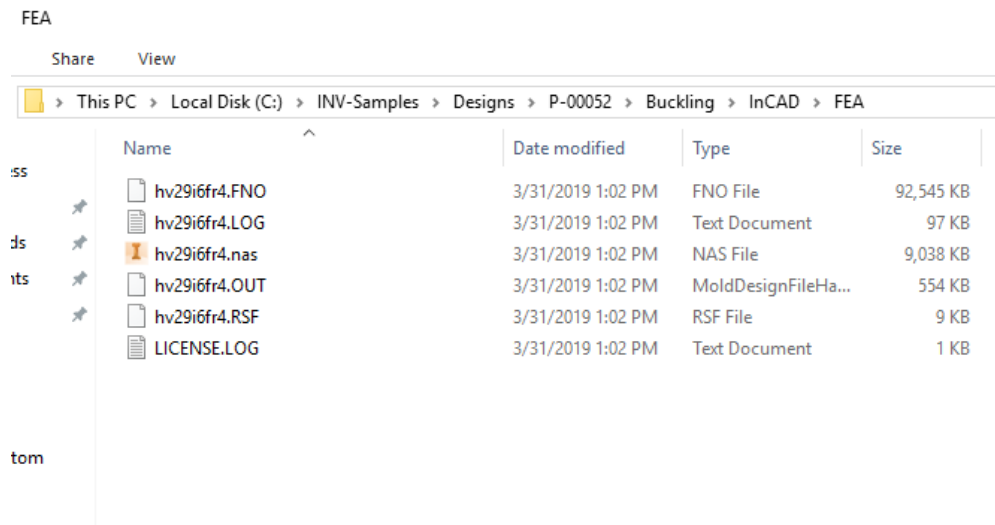 FEA
Share View
This PC > Local Disk (C:) > INV-Samples > Designs > P-00052 > Buckling > InCAD > FEA
Name Date modified Type Size
hv29i6fr4.FNO 3/31/2019 1:02 PM FNO File 92,545 KB
hv29i6fr4.LOG 3/31/2019 1:02 PM Text Document 97 KB
hv29i6fr4.nas 3/31/2019 1:02 PM NAS File 9,038 KB
hv29i6fr4.OUT 3/31/2019 1:02 PM MoldDesignFileHa... 554 KB
hv29i6fr4.RSF 3/31/2019 1:02 PM RSF File 9 KB
LICENSE.LOG 3/31/2019 1:02 PM Text Document 1 KB
ess
ds
nts
tom